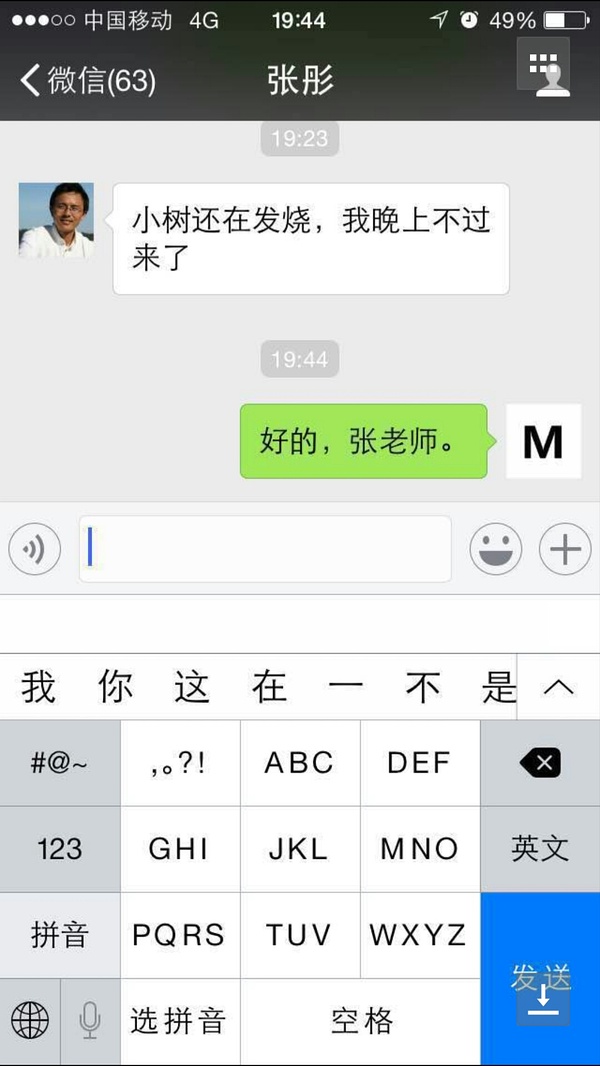 中国移动 4G 19:44 49%
微信(63) 张彤
19:23
小树还在发烧，我晚上不过
来了
19:44
好的，张老师。 M
我 你 这 在 一 不 是
#@~ ,。?! ABC DEF
123 GHI JKL MNO 英文
拼音 PQRS TUV WXYZ
发送
选拼音 空格